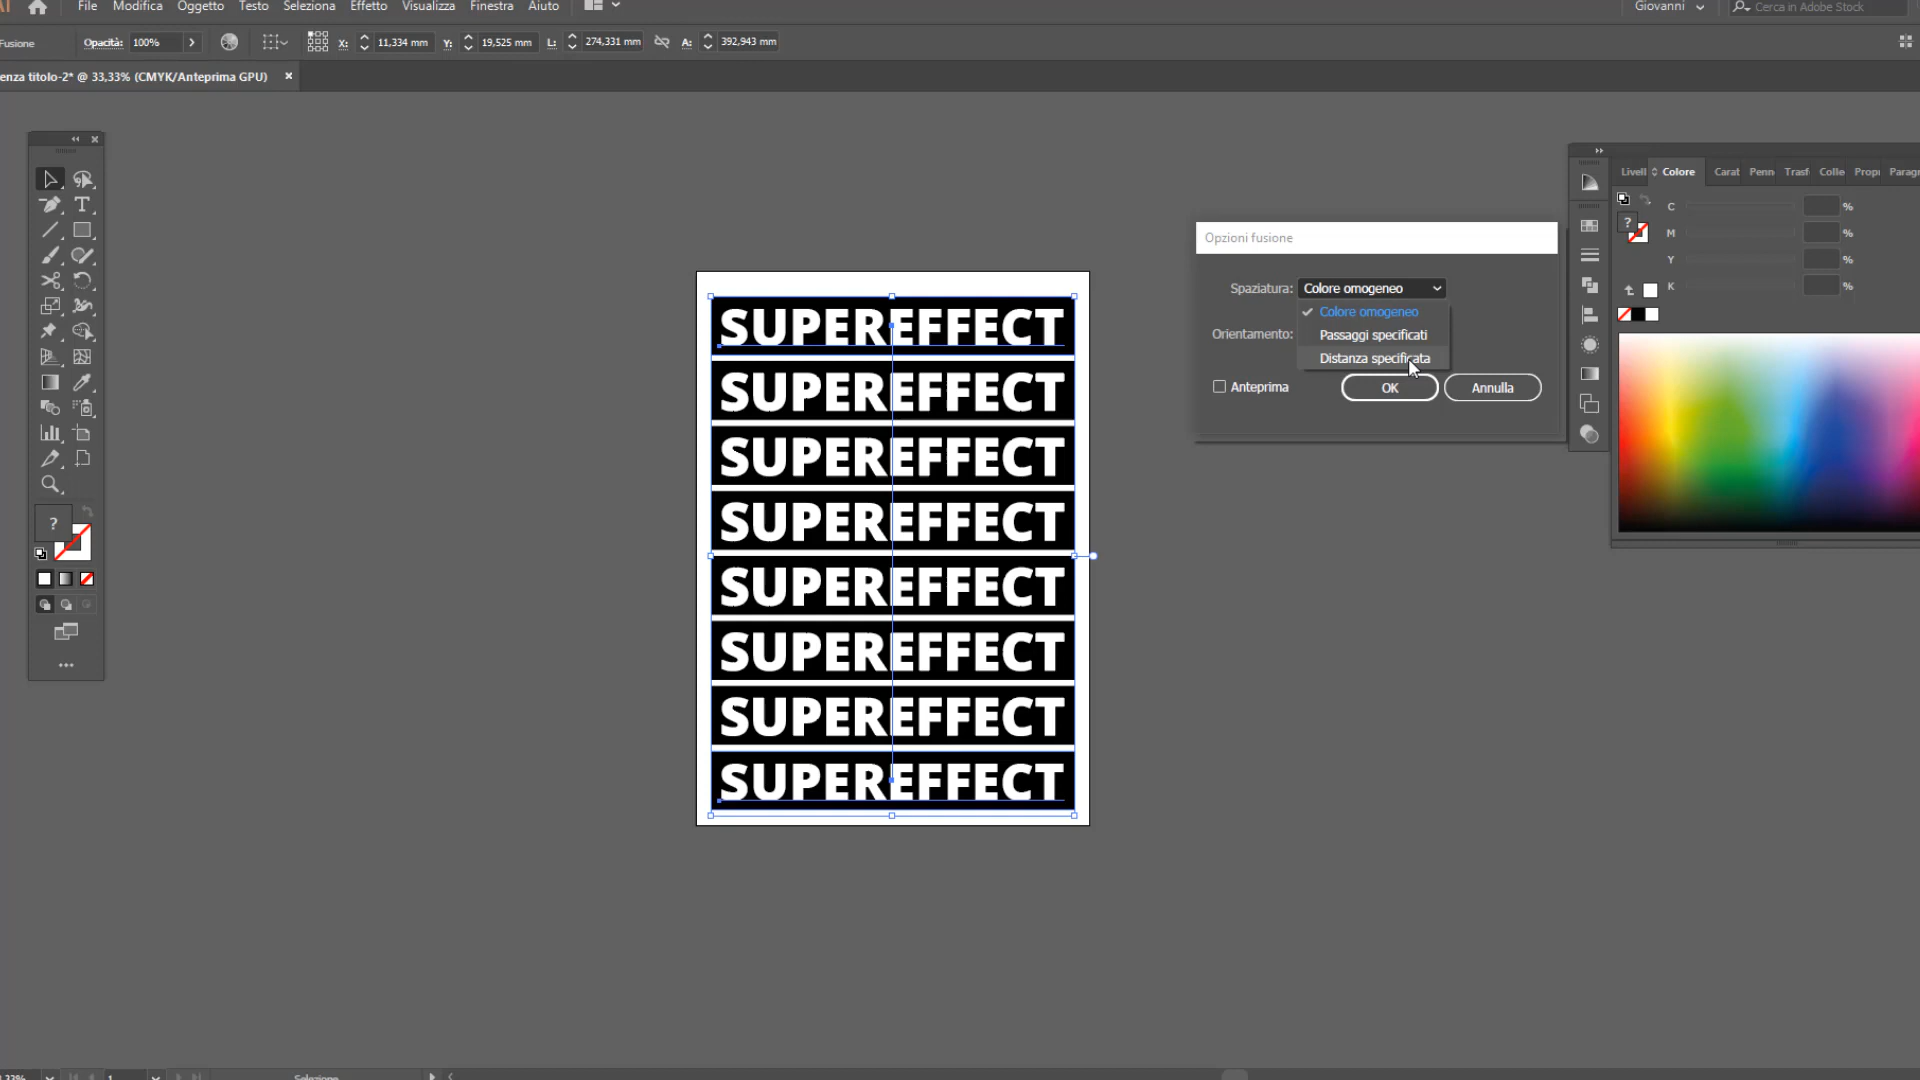 File Modifica Oggetto Testo Seleziona Effetto Visualizza Finestra Aiuto Giovanni Cerca in Adobe Stock
Fusione Opacità: 100% X: 11,334 mm Y: 19,525 mm L: 274,331 mm A: 392,943 mm
enza titolo-2* @ 33,33% (CMYK/Anteprima GPU)
Livell Colore Carat Penn Trasf Colle Propi Paragr
C %
M %
Y %
K %
?
Opzioni fusione
Spaziatura: Colore omogeneo
Colore omogeneo
Passaggi specificati
Distanza specificata
Orientamento:
Anteprima OK Annulla
SUPEREFFECT
SUPEREFFECT
SUPEREFFECT
SUPEREFFECT
SUPEREFFECT
SUPEREFFECT
SUPEREFFECT
SUPEREFFECT
?
33% 1 Selezione